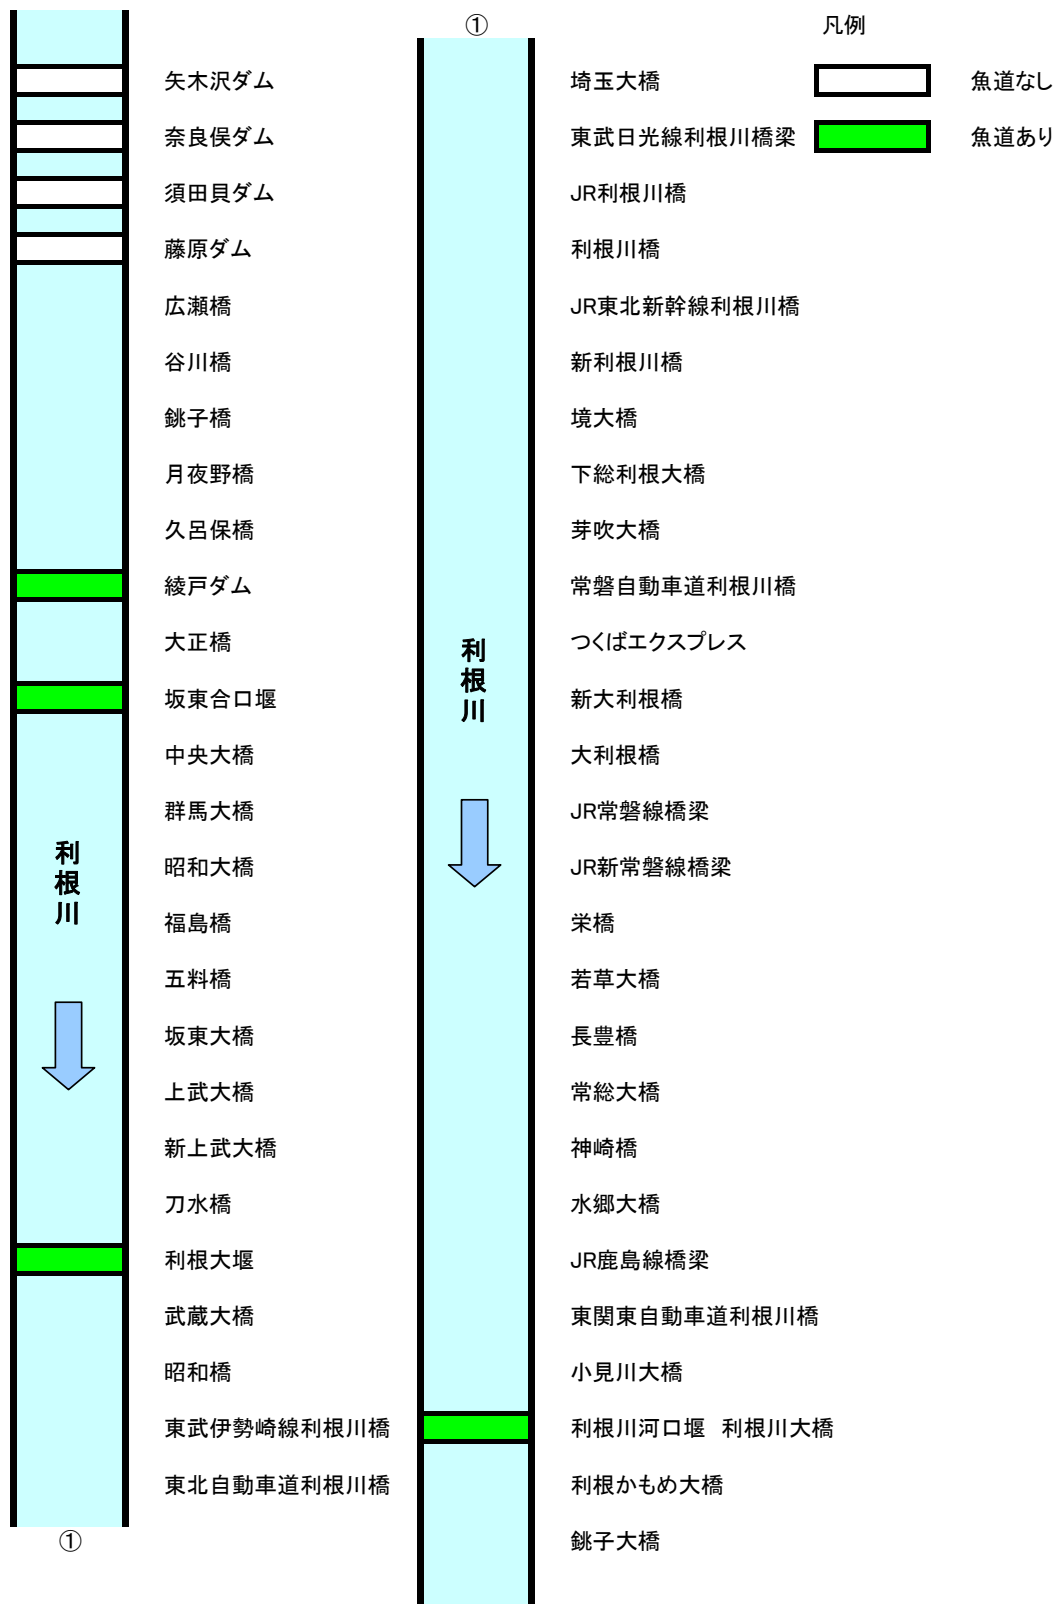 矢木沢ダム
奈良俣ダム
須田貝ダム
藤原ダム
広瀬橋
谷川橋
銚子橋
月夜野橋
久呂保橋
綾戸ダム
大正橋
坂東合口堰
中央大橋
群馬大橋
昭和大橋
福島橋
五料橋
坂東大橋
上武大橋
新上武大橋
刀水橋
利根大堰
武蔵大橋
昭和橋
東武伊勢崎線利根川橋
東北自動車道利根川橋
利根川
①
①
埼玉大橋
東武日光線利根川橋梁
JR利根川橋
利根川橋
JR東北新幹線利根川橋
新利根川橋
境大橋
下総利根大橋
芽吹大橋
常磐自動車道利根川橋
つくばエクスプレス
新大利根橋
大利根橋
JR常磐線橋梁
JR新常磐線橋梁
栄橋
若草大橋
長豊橋
常総大橋
神崎橋
水郷大橋
JR鹿島線橋梁
東関東自動車道利根川橋
小見川大橋
利根川河口堰　利根川大橋
利根かもめ大橋
銚子大橋
利根川
凡例
魚道なし
魚道あり